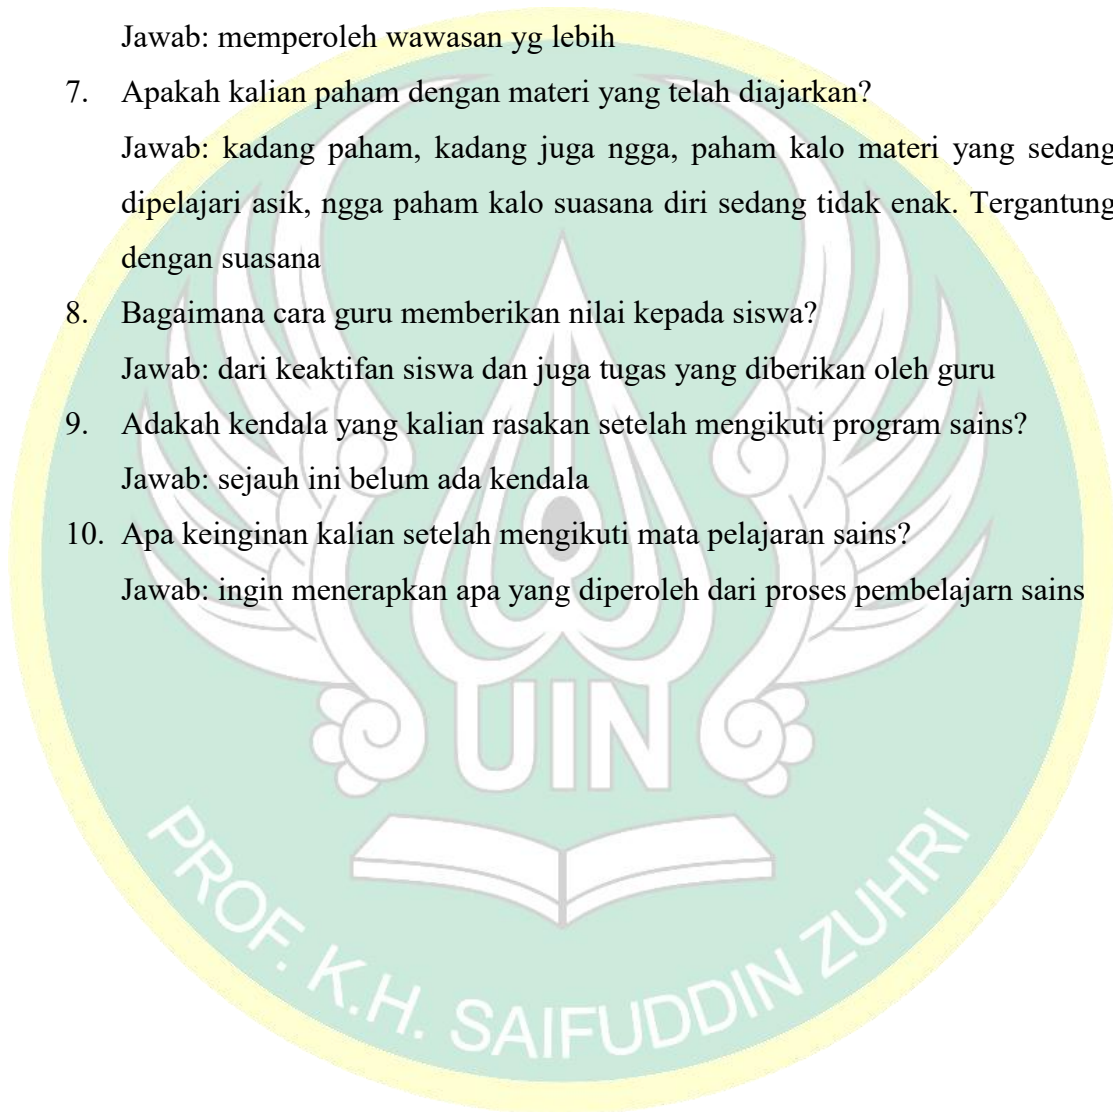 Jawab: memperoleh wawasan yg lebih
7. Apakah kalian paham dengan materi yang telah diajarkan?
Jawab: kadang paham, kadang juga ngga, paham kalo materi yang sedang
dipelajari asik, ngga paham kalo suasana diri sedang tidak enak. Tergantung
dengan suasana
8. Bagaimana cara guru memberikan nilai kepada siswa?
Jawab: dari keaktifan siswa dan juga tugas yang diberikan oleh guru
9. Adakah kendala yang kalian rasakan setelah mengikuti program sains?
Jawab: sejauh ini belum ada kendala
10. Apa keinginan kalian setelah mengikuti mata pelajaran sains?
Jawab: ingin menerapkan apa yang diperoleh dari proses pembelajarn sains
UIN
PROF. K.H. SAIFUDDIN ZUHRI